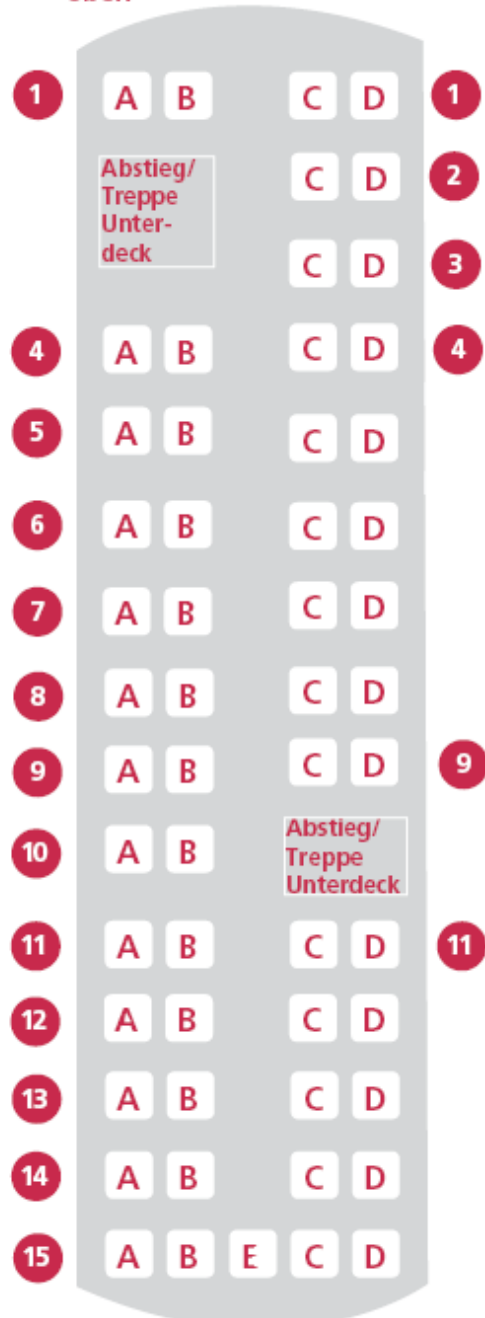 1 A B C D 1
Abstieg/
Treppe
Unter-
deck
C D 2
C D 3
4 A B C D 4
5 A B C D
6 A B C D
7 A B C D
8 A B C D
9 A B C D 9
10 A B
Abstieg/
Treppe
Unterdeck
11 A B C D 11
12 A B C D
13 A B C D
14 A B C D
15 A B E C D